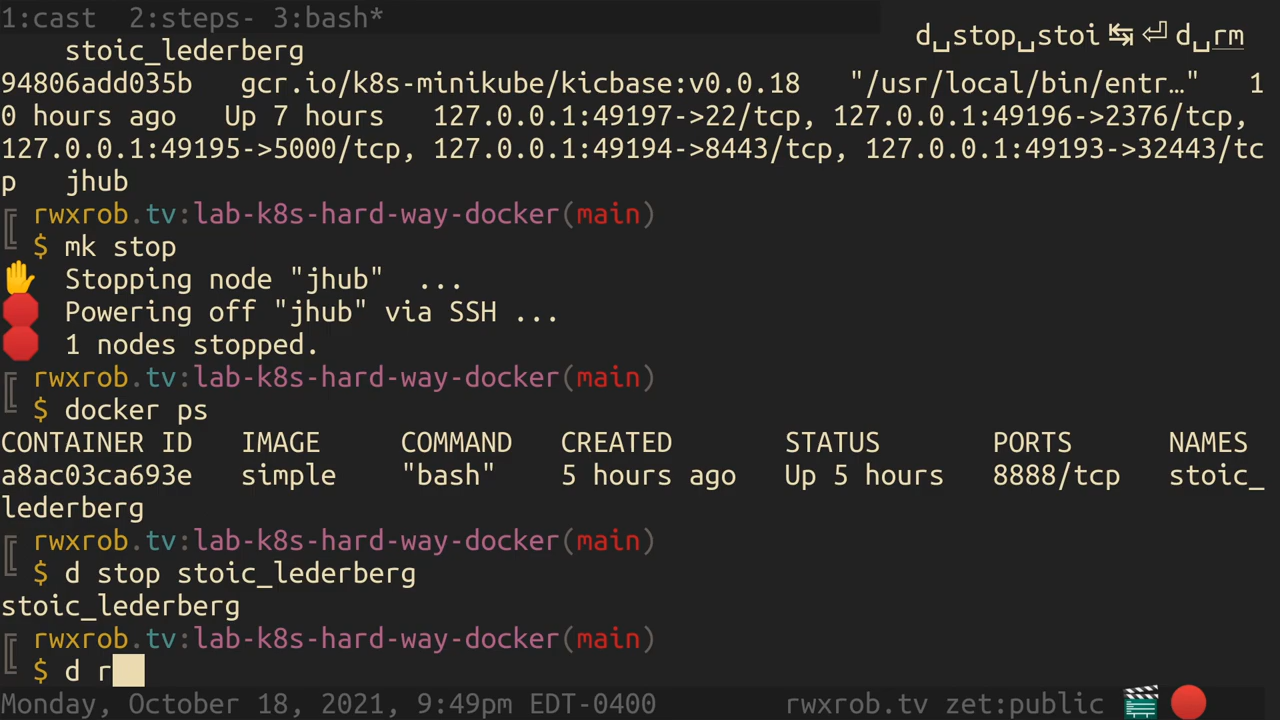 1:cast  2:steps- 3:bash*
d␣stop␣stoi ↹ ⏎ d␣rm
    stoic_lederberg
94806add035b   gcr.io/k8s-minikube/kicbase:v0.0.18   "/usr/local/bin/entr…"   1
0 hours ago   Up 7 hours   127.0.0.1:49197->22/tcp, 127.0.0.1:49196->2376/tcp,
127.0.0.1:49195->5000/tcp, 127.0.0.1:49194->8443/tcp, 127.0.0.1:49193->32443/tc
p   jhub
rwxrob.tv:lab-k8s-hard-way-docker(main)
$ mk stop
✋  Stopping node "jhub"  ...
🛑  Powering off "jhub" via SSH ...
🛑  1 nodes stopped.
rwxrob.tv:lab-k8s-hard-way-docker(main)
$ docker ps
CONTAINER ID   IMAGE     COMMAND   CREATED       STATUS       PORTS      NAMES
a8ac03ca693e   simple    "bash"    5 hours ago   Up 5 hours   8888/tcp   stoic_
lederberg
rwxrob.tv:lab-k8s-hard-way-docker(main)
$ d stop stoic_lederberg
stoic_lederberg
rwxrob.tv:lab-k8s-hard-way-docker(main)
$ d r
Monday, October 18, 2021, 9:49pm EDT-0400        rwxrob.tv zet:public 🎬 🔴